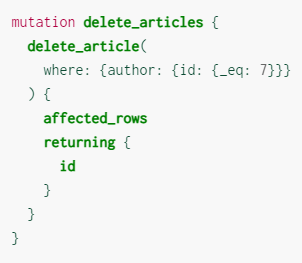 mutation delete_articles {
  delete_article(
    where: {author: {id: {_eq: 7}}}
  ) {
    affected_rows
    returning {
      id
    }
  }
}